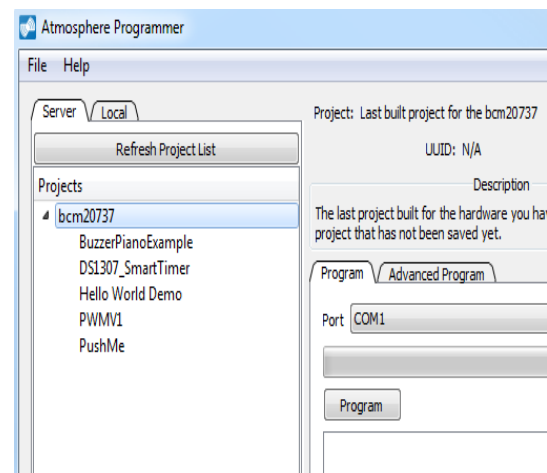 Atmosphere Programmer
File Help
Server Local
Refresh Project List
Projects
bcm20737
BuzzerPianoExample
DS1307_SmartTimer
Hello World Demo
PWMV1
PushMe
Project: Last built project for the bcm20737
UUID: N/A
Description
The last project built for the hardware you
project that has not been saved yet.
Program Advanced Program
Port COM1
Program